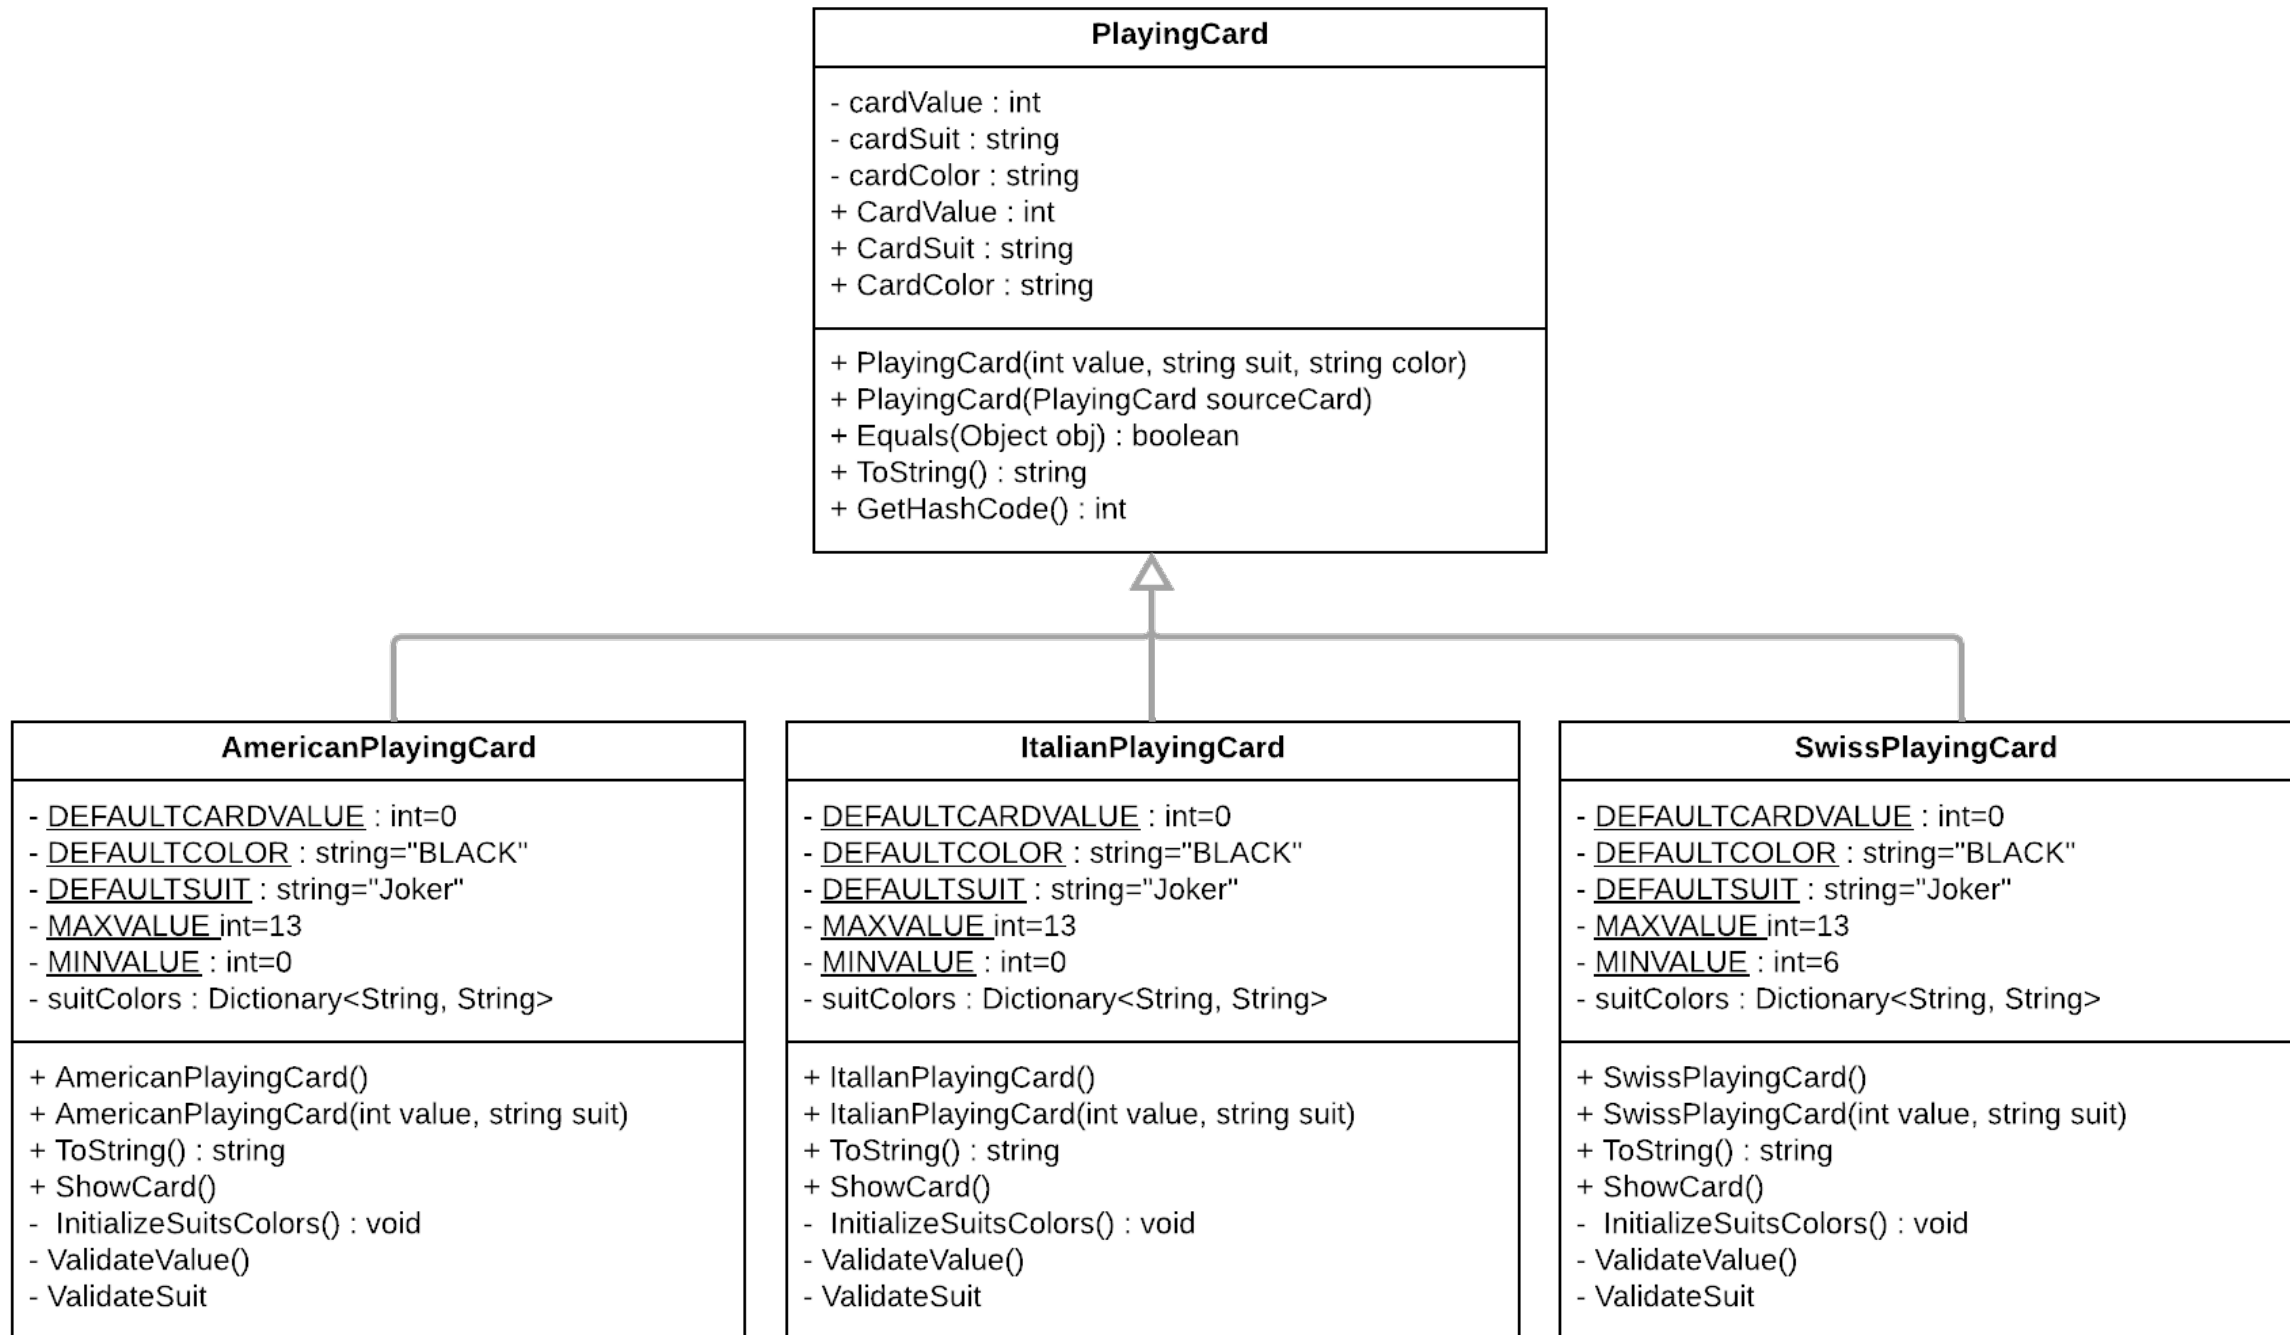 PlayingCard
- cardValue : int
- cardSuit : string
- cardColor : string
+ CardValue : int
+ CardSuit : string
+ CardColor : string
+ PlayingCard(int value, string suit, string color)
+ PlayingCard(PlayingCard sourceCard)
+ Equals(Object obj) : boolean
+ ToString() : string
+ GetHashCode() : int
AmericanPlayingCard
- DEFAULTCARDVALUE : int=0
- DEFAULTCOLOR : string="BLACK"
- DEFAULTSUIT : string="Joker"
- MAXVALUE int=13
- MINVALUE : int=0
- suitColors : Dictionary<String, String>
+ AmericanPlayingCard()
+ AmericanPlayingCard(int value, string suit)
+ ToString() : string
+ ShowCard()
- InitializeSuitsColors() : void
- ValidateValue()
- ValidateSuit
ItalianPlayingCard
- DEFAULTCARDVALUE : int=0
- DEFAULTCOLOR : string="BLACK"
- DEFAULTSUIT : string="Joker"
- MAXVALUE int=13
- MINVALUE : int=0
- suitColors : Dictionary<String, String>
+ ItallanPlayingCard()
+ ItalianPlayingCard(int value, string suit)
+ ToString() : string
+ ShowCard()
- InitializeSuitsColors() : void
- ValidateValue()
- ValidateSuit
SwissPlayingCard
- DEFAULTCARDVALUE : int=0
- DEFAULTCOLOR : string="BLACK"
- DEFAULTSUIT : string="Joker"
- MAXVALUE int=13
- MINVALUE : int=6
- suitColors : Dictionary<String, String>
+ SwissPlayingCard()
+ SwissPlayingCard(int value, string suit)
+ ToString() : string
+ ShowCard()
- InitializeSuitsColors() : void
- ValidateValue()
- ValidateSuit